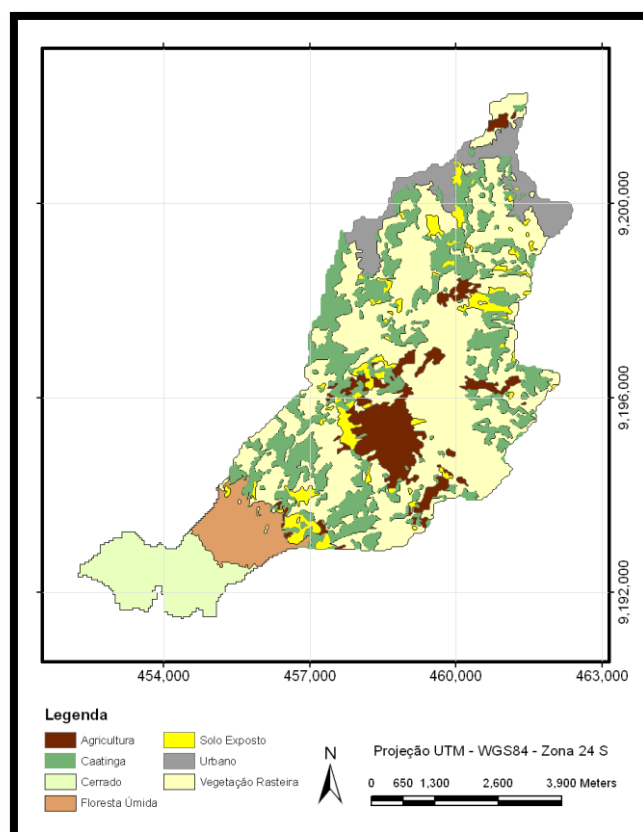 9,200,000
9,196,000
9,192,000
454,000 457,000 460,000 463,000
Legenda
Agricultura Solo Exposto
Caatinga Urbano
Cerrado Vegetação Rasteira
Floresta Úmida
N
Projeção UTM - WGS84 - Zona 24 S
0 650 1,300 2,600 3,900 Meters